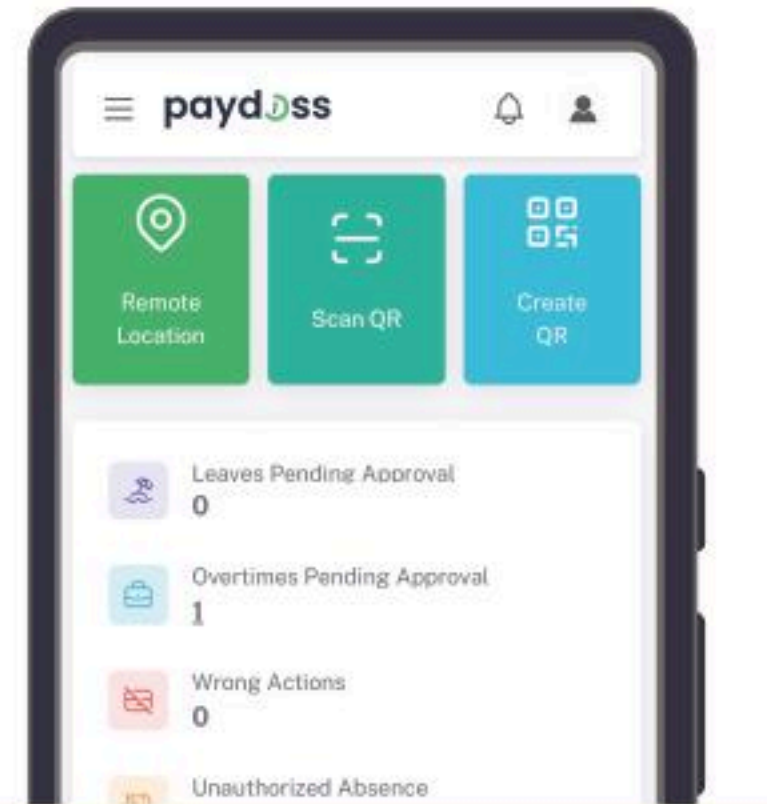 paydoss
Remote
Location
Scan QR
Create
QR
Leaves Pending Approval
0
Overtimes Pending Approval
1
Wrong Actions
0
Unauthorized Absence